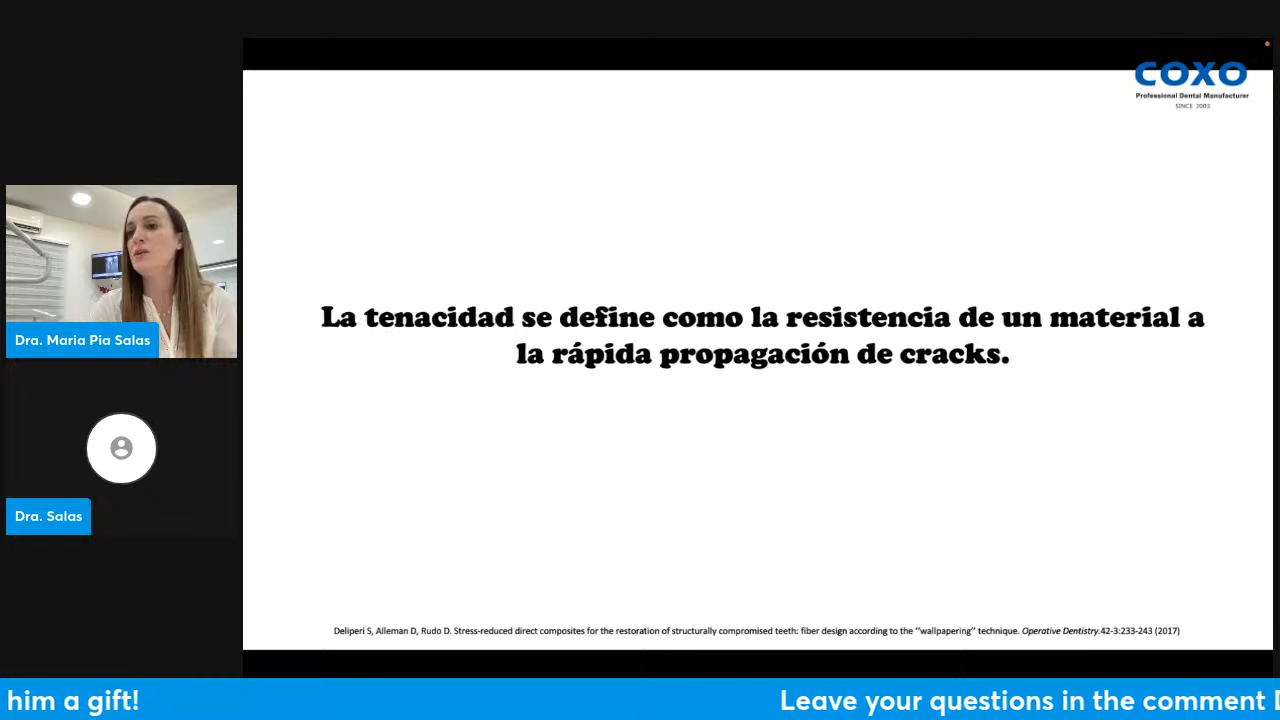 COXO
Professional Dental Manufacturer
SINCE 2003
Dra. Maria Pia Salas
La tenacidad se define como la resistencia de un material a
la rápida propagación de cracks.
Dra. Salas
Deliperi S, Alleman D, Rudo D. Stress-reduced direct composites for the restoration of structurally compromised teeth: fiber design according to the "wallpapering" technique. Operative Dentistry.42-3:233-243 (2017)
him a gift! Leave your questions in the comment